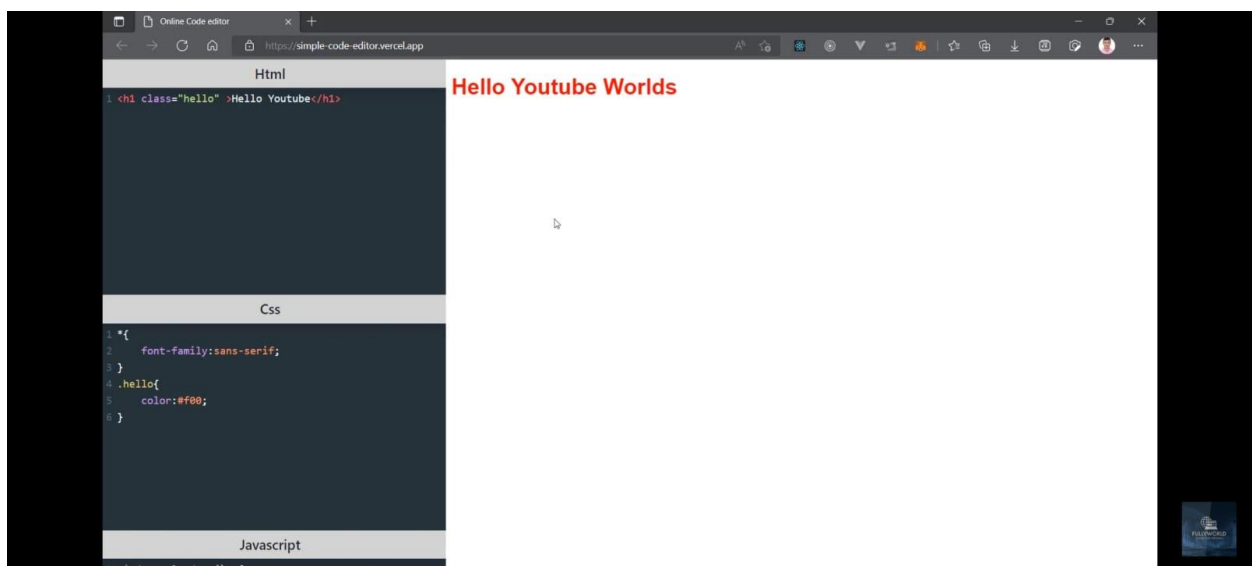 Online Code editor
https://simple-code-editor.vercel.app
Html
1 <h1 class="hello" >Hello Youtube</h1>
Css
1 *{
2 font-family:sans-serif;
3 }
4 .hello{
5 color:#f00;
6 }
Javascript
Hello Youtube Worlds